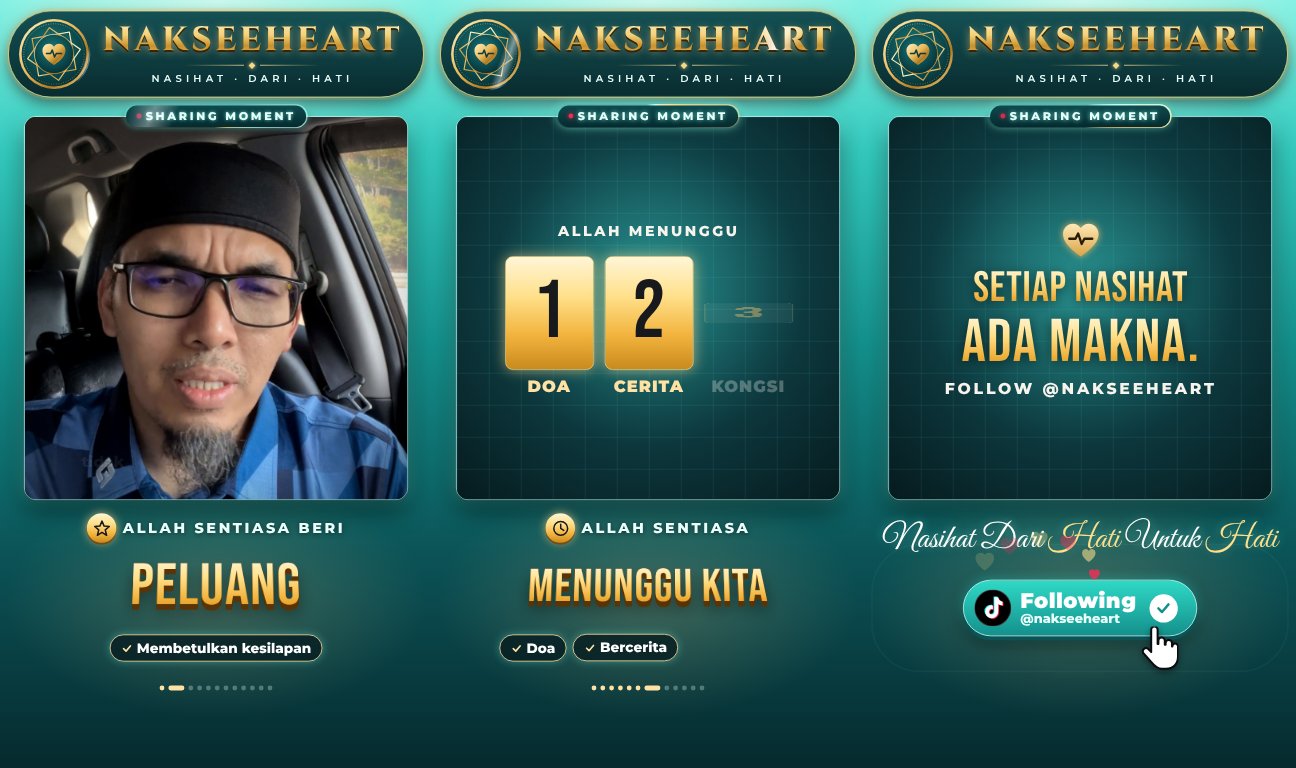 NAKSEEHEART
NASIHAT · DARI · HATI
SHARING MOMENT
ALLAH SENTIASA BERI
PELUANG
Membetulkan kesilapan
NAKSEEHEART
NASIHAT · DARI · HATI
SHARING MOMENT
ALLAH MENUNGGU
1 2 3
DOA CERITA KONGSI
ALLAH SENTIASA
MENUNGGU KITA
Doa Bercerita
NAKSEEHEART
NASIHAT · DARI · HATI
SHARING MOMENT
SETIAP NASIHAT
ADA MAKNA.
FOLLOW @NAKSEEHEART
Nasihat Dari Hati Untuk Hati
Following
@nakseeheart